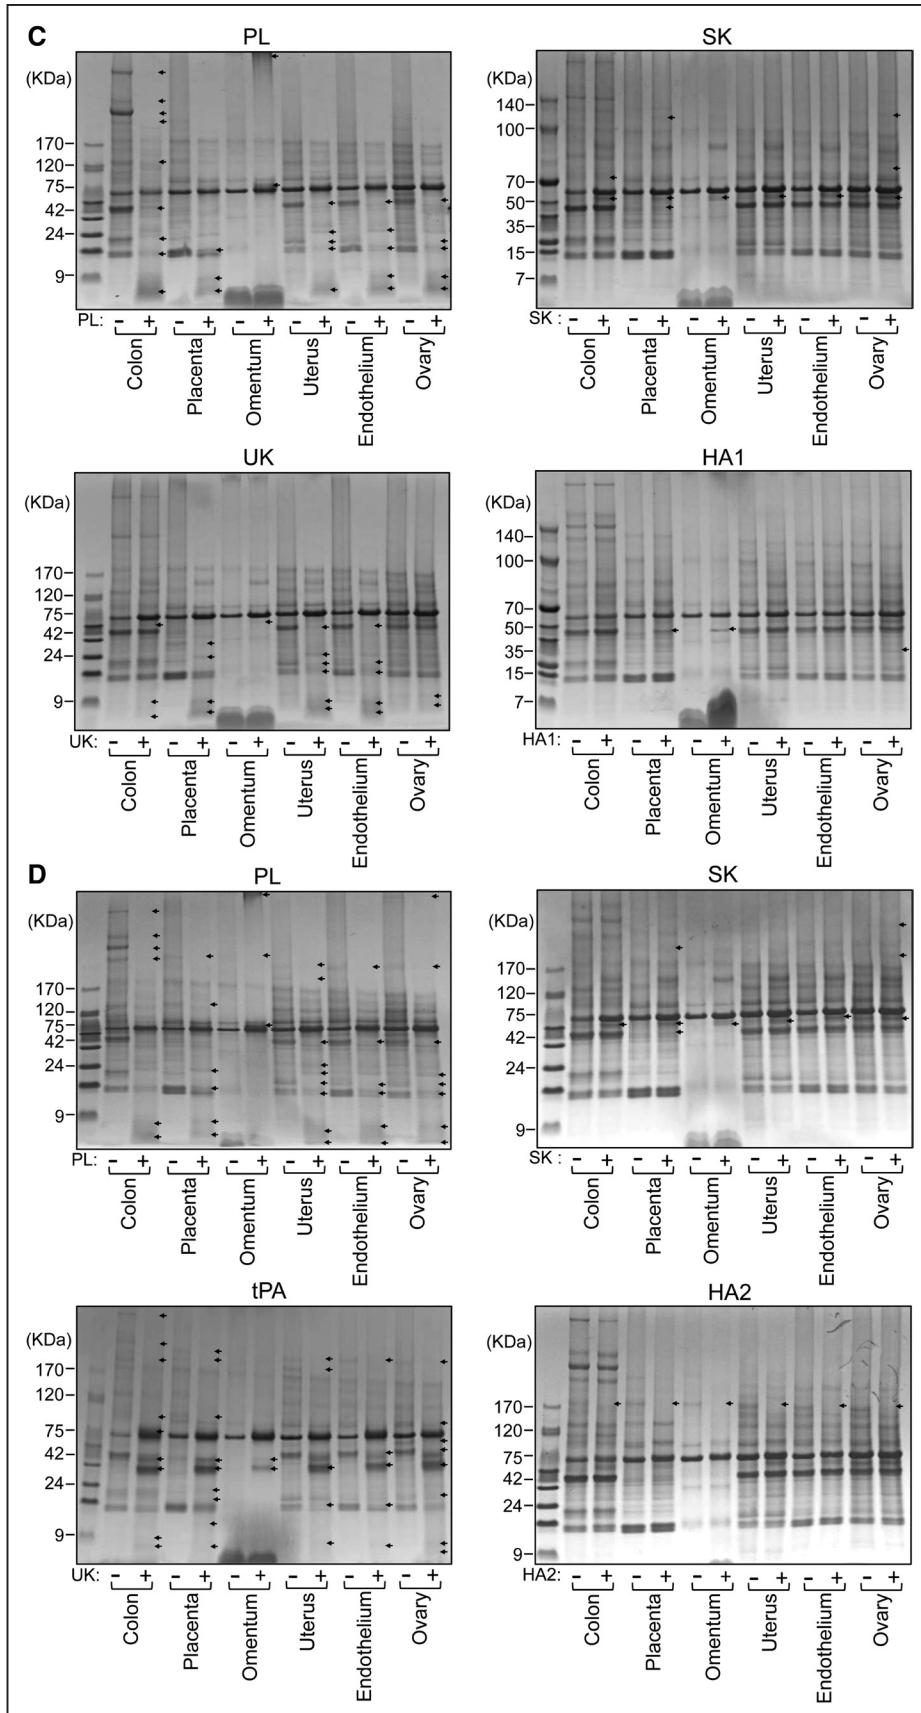 C
PL
(KDa)
170
120
75
42
24
9
PL: - + - + - + - + - + - +
Colon
Placenta
Omentum
Uterus
Endothelium
Ovary
SK
(KDa)
140
100
70
50
35
15
7
SK : - + - + - + - + - + - +
Colon
Placenta
Omentum
Uterus
Endothelium
Ovary
UK
(KDa)
170
120
75
42
24
9
UK: - + - + - + - + - + - +
Colon
Placenta
Omentum
Uterus
Endothelium
Ovary
HA1
(KDa)
140
100
70
50
35
15
7
HA1: - + - + - + - + - + - +
Colon
Placenta
Omentum
Uterus
Endothelium
Ovary
D
PL
(KDa)
170
120
75
42
24
9
PL: - + - + - + - + - + - +
Colon
Placenta
Omentum
Uterus
Endothelium
Ovary
SK
(KDa)
170
120
75
42
24
9
SK : - + - + - + - + - + - +
Colon
Placenta
Omentum
Uterus
Endothelium
Ovary
tPA
(KDa)
170
120
75
42
24
9
UK: - + - + - + - + - + - +
Colon
Placenta
Omentum
Uterus
Endothelium
Ovary
HA2
(KDa)
170
120
75
42
24
9
HA2: - + - + - + - + - + - +
Colon
Placenta
Omentum
Uterus
Endothelium
Ovary